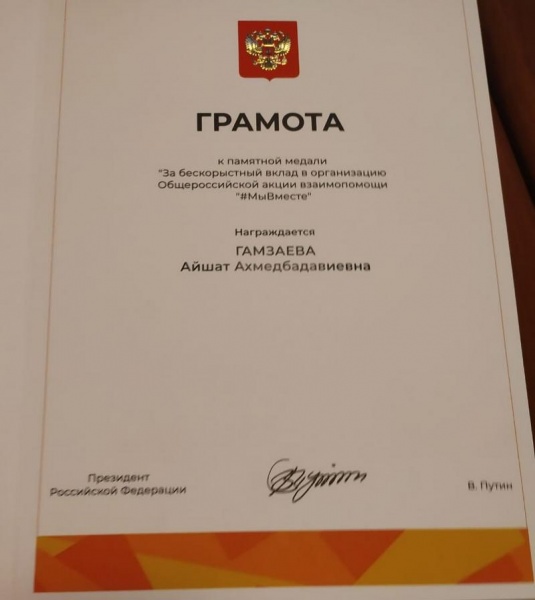 ГРАМОТА
к памятной медали
"За бескорыстный вклад в организацию
Общероссийской акции взаимопомощи
"#МыВместе"
Награждается
ГАМЗАЕВА
Айшат Ахмедбадавиевна
Президент
Российской Федерации
В. Путин